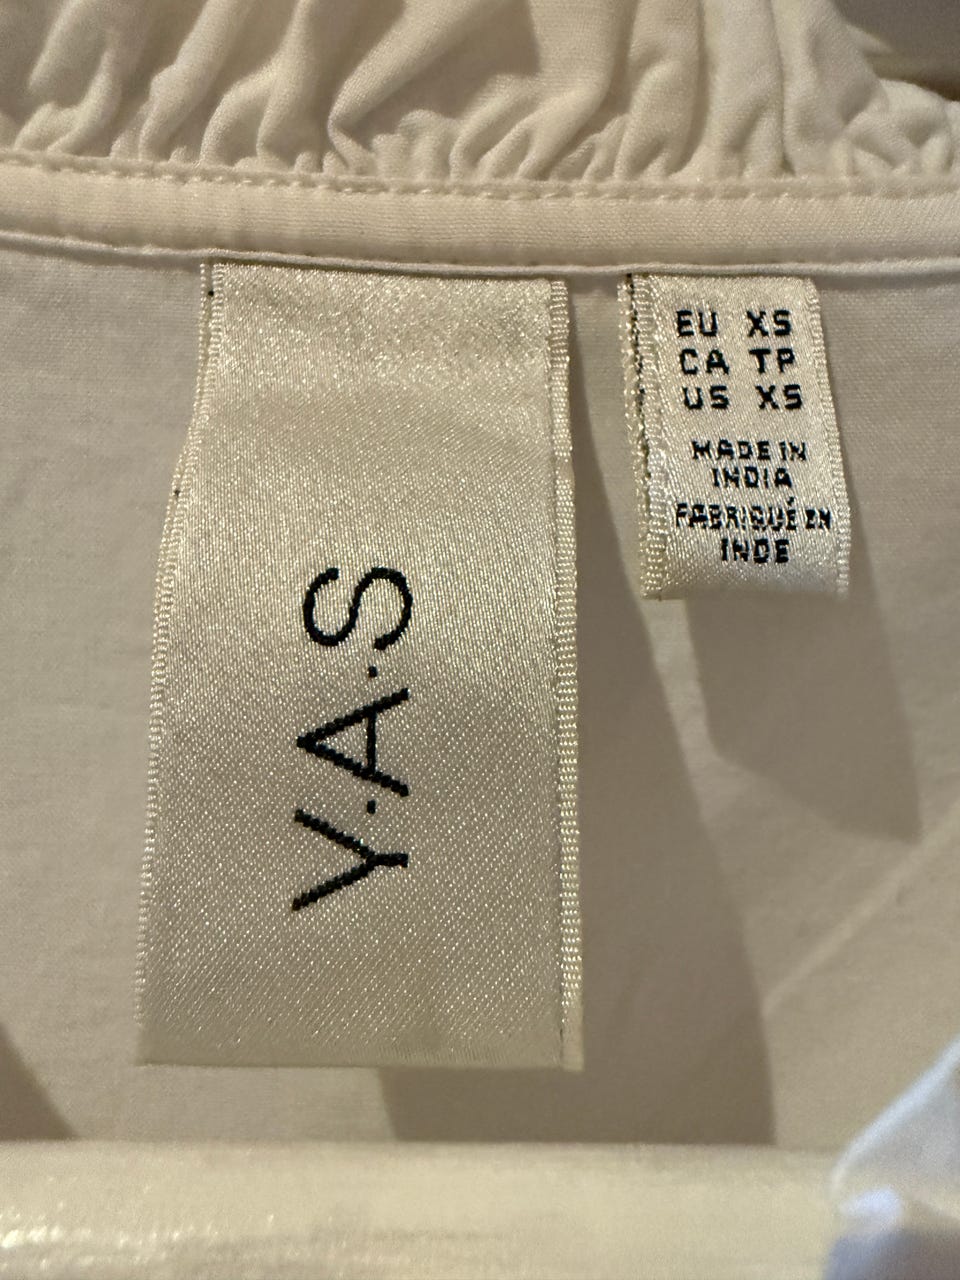 Y.A.S
EU XS
CA TP
US XS
MADE IN
INDIA
FABRIQUÉ EN
INDE